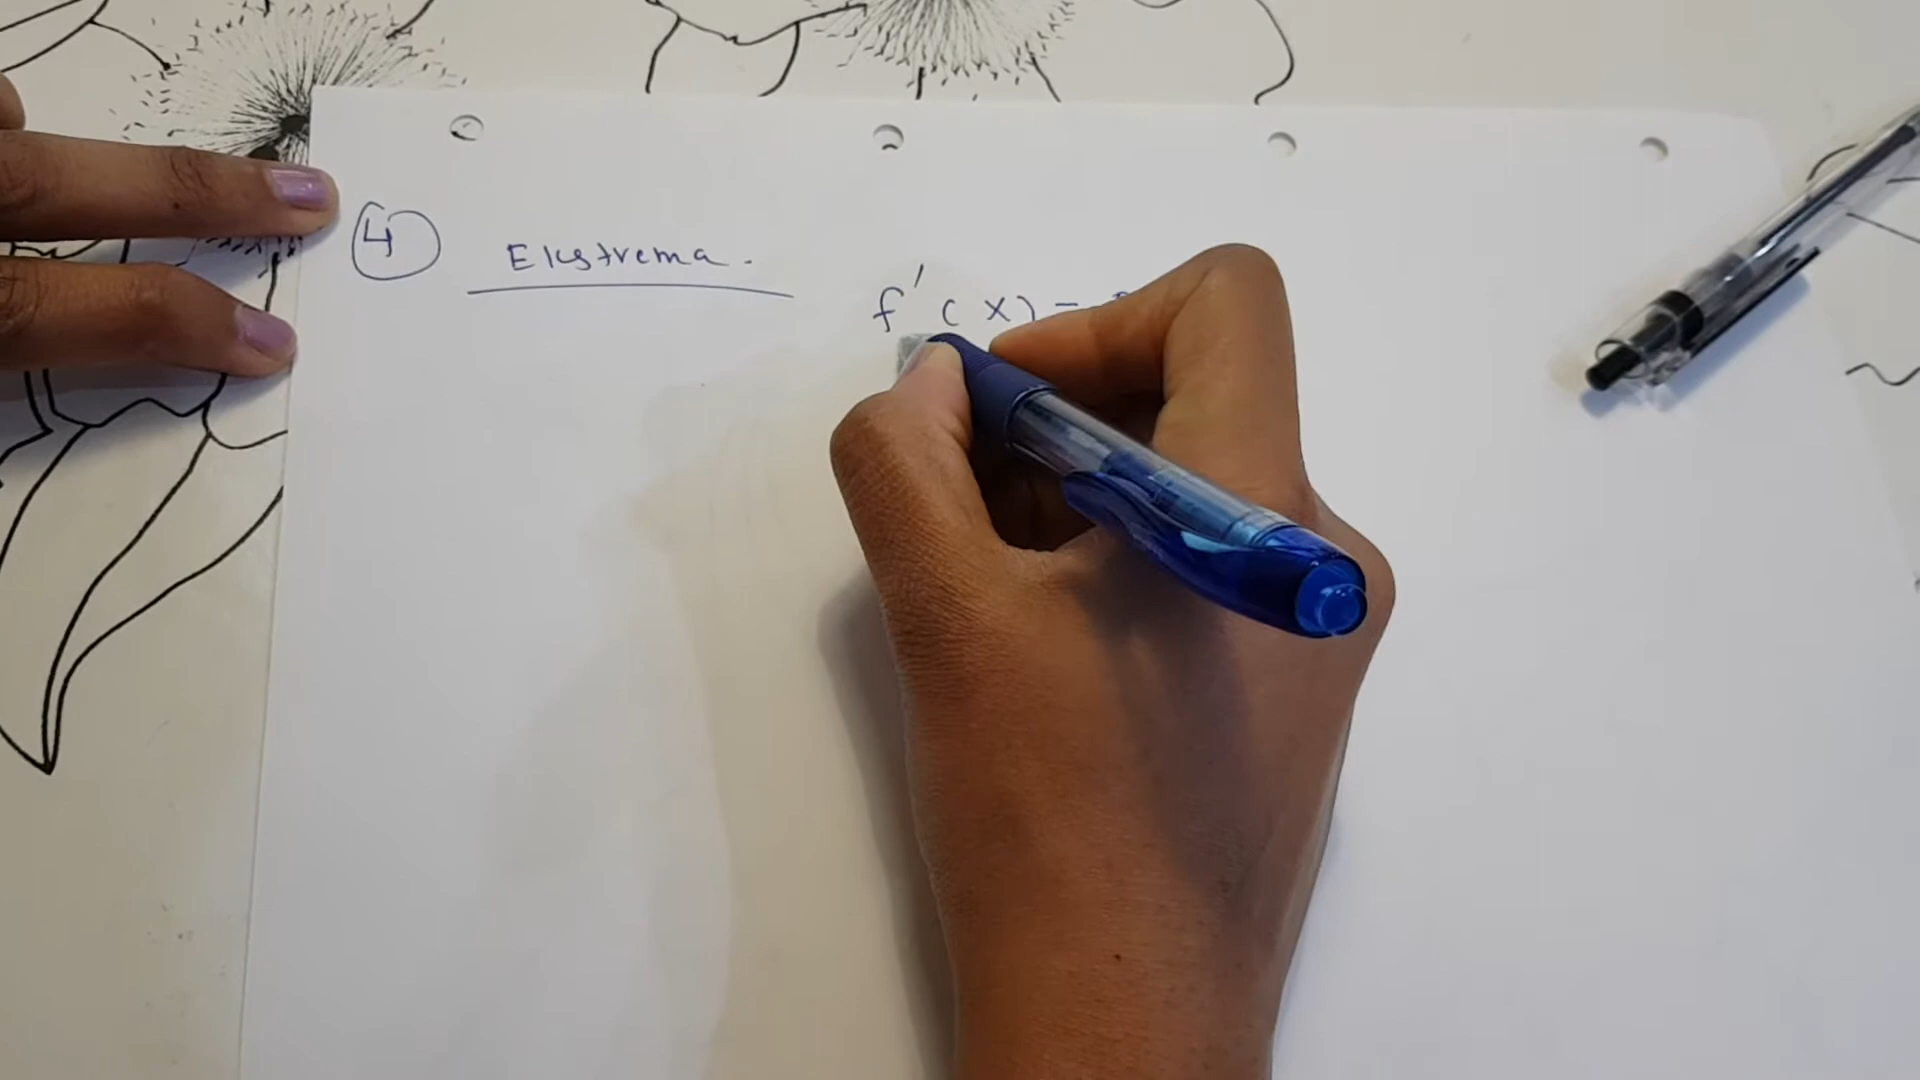 4 Ekstrema.
f'(x) =